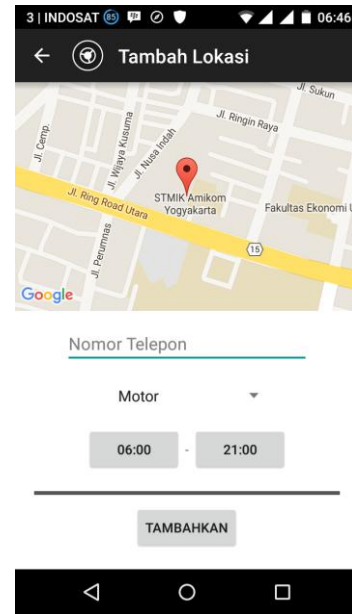 3 | INDOSAT 85 06:46
Tambah Lokasi
Jl. Sukun
Jl. Ringin Raya
Jl. Cemp.
Jl. Wijaya Kusuma
Jl. Nusa Indah
STMIK Amikom
Yogyakarta
Jl. Ring Road Utara
Fakultas Ekonomi U
15
Jl. Perumnas
Google
Nomor Telepon
Motor
06:00 - 21:00
TAMBAHKAN